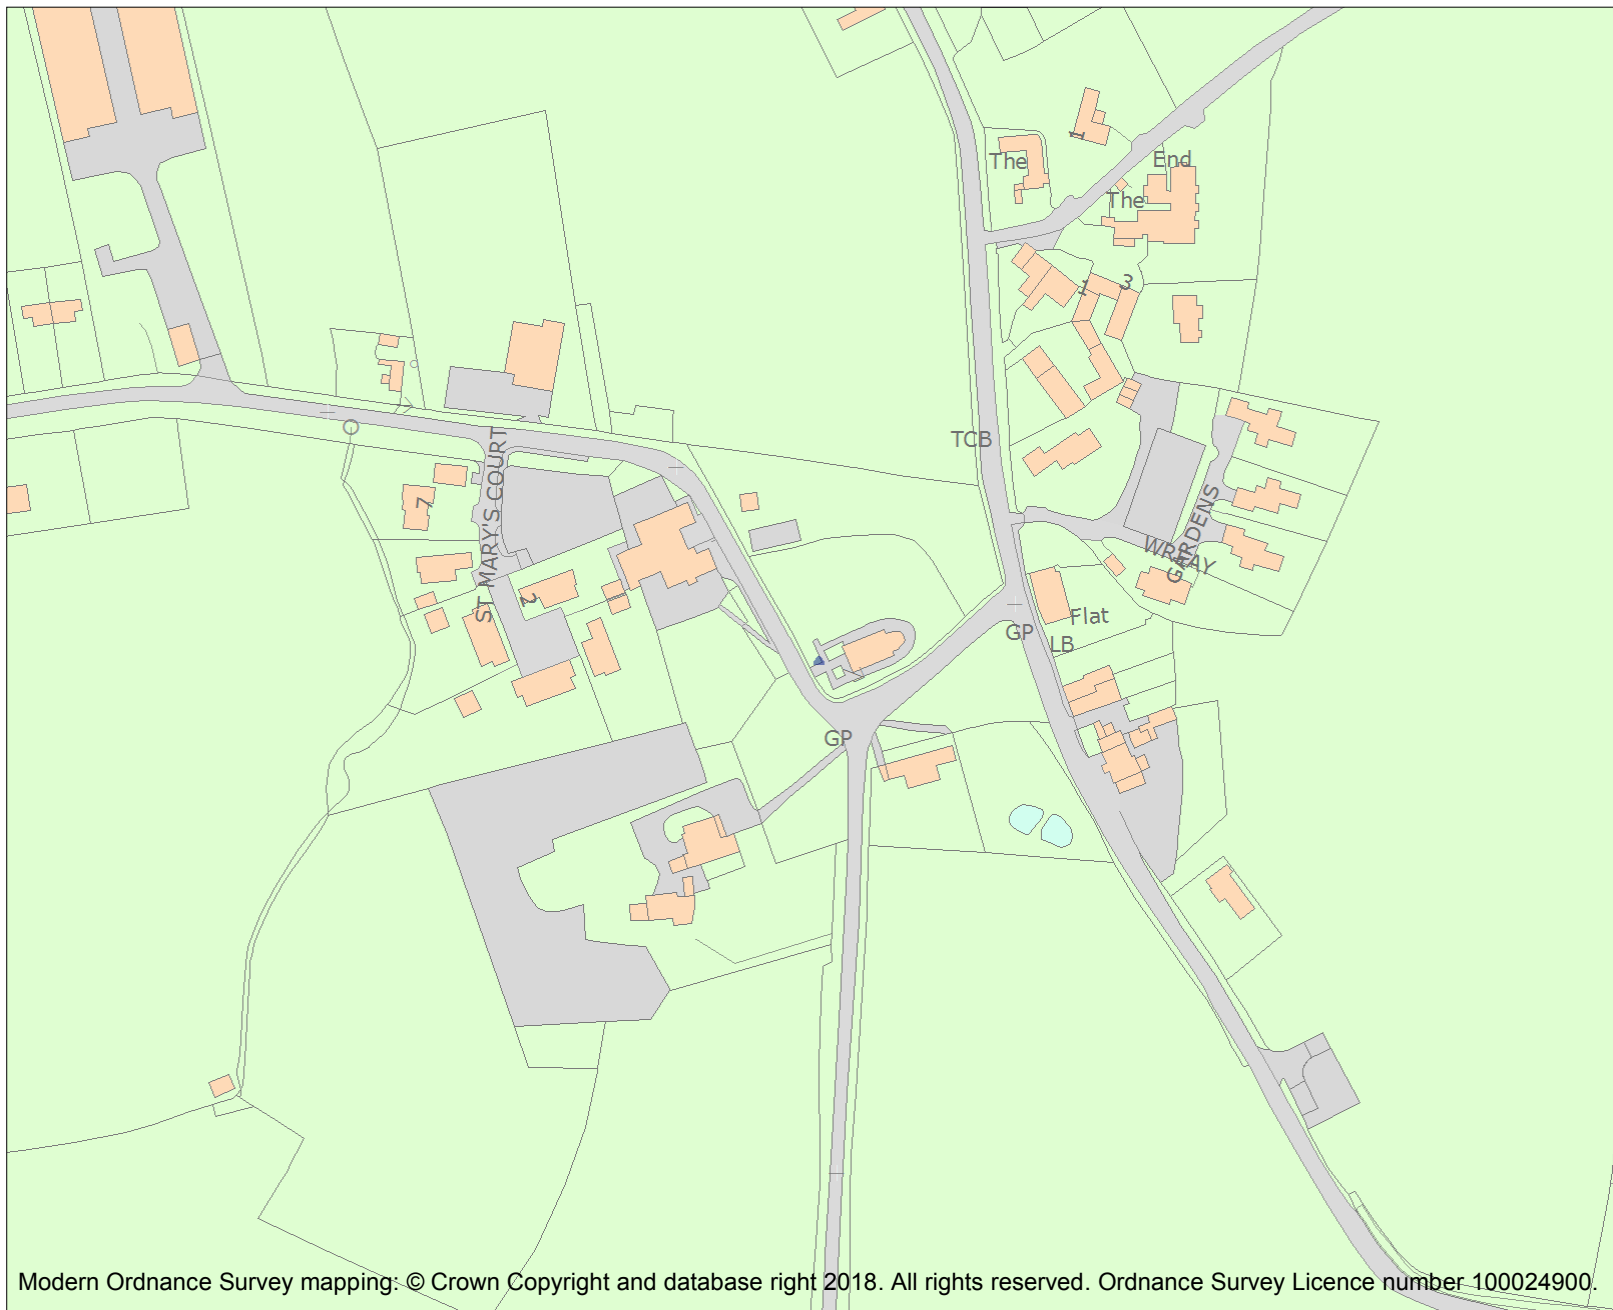 1
The
End
The
1
3
TCB
ST MARY'S COURT
7
GARDENS
WRAY
2
Flat
GP
LB
GP
Modern Ordnance Survey mapping: © Crown Copyright and database right 2018. All rights reserved. Ordnance Survey Licence number 100024900.